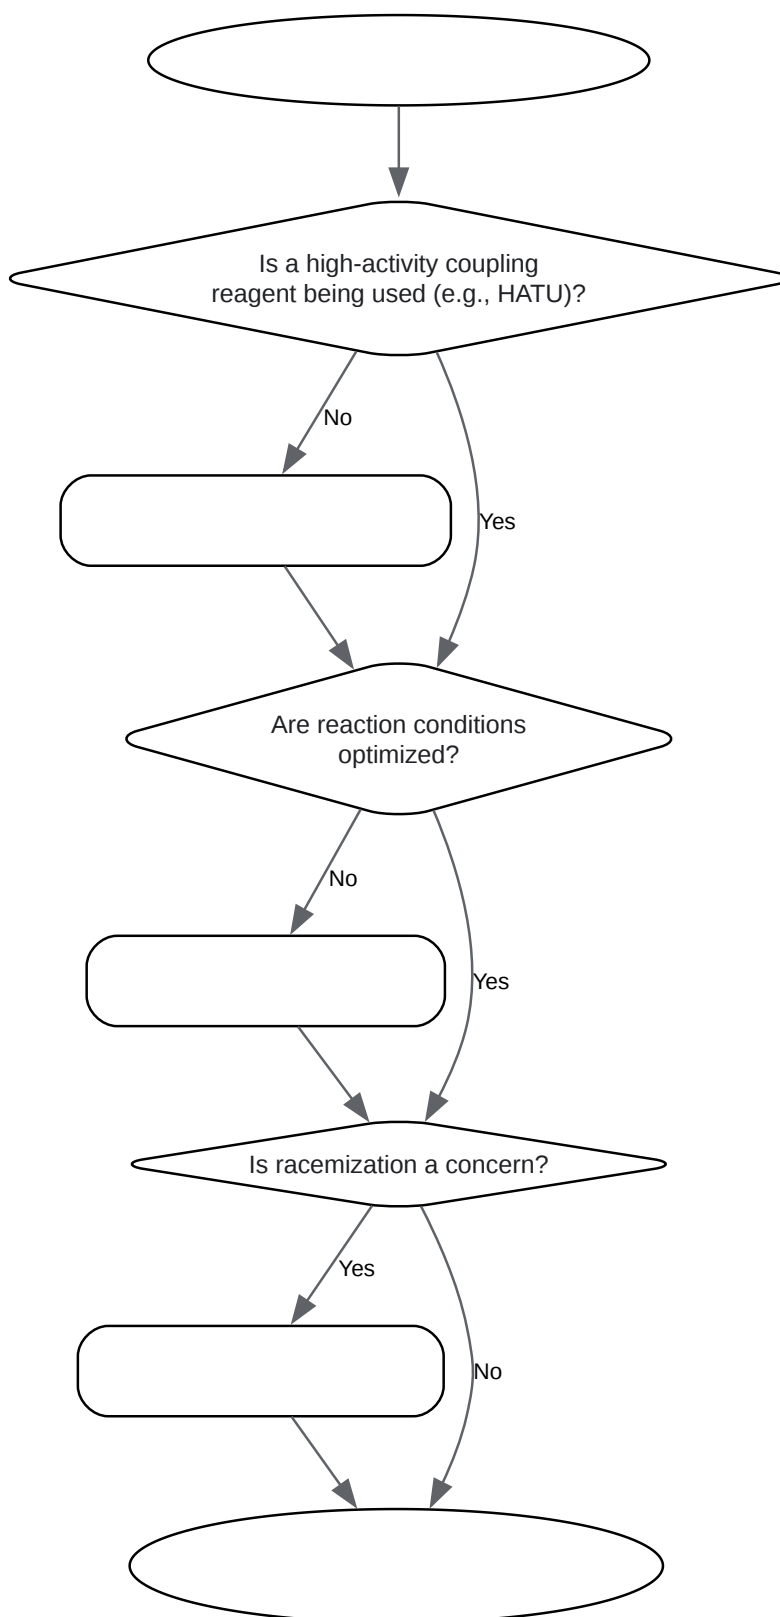 Is a high-activity coupling
reagent being used (e.g., HATU)?
No
Yes
Are reaction conditions
optimized?
No
Yes
Is racemization a concern?
Yes
No